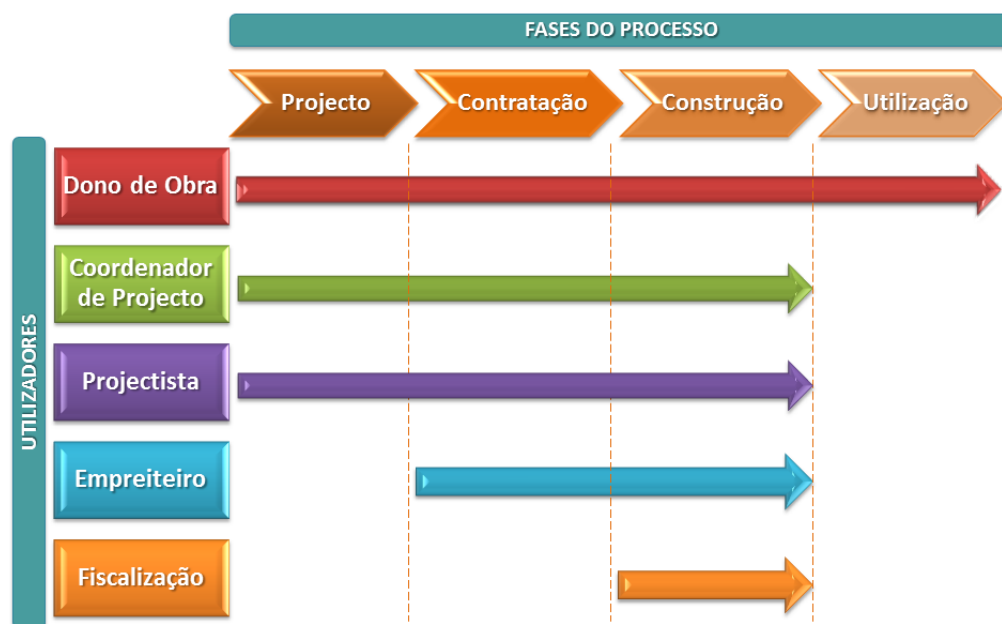 FASES DO PROCESSO
Projecto
Contratação
Construção
Utilização
UTILIZADORES
Dono de Obra
Coordenador
de Projecto
Projectista
Empreiteiro
Fiscalização